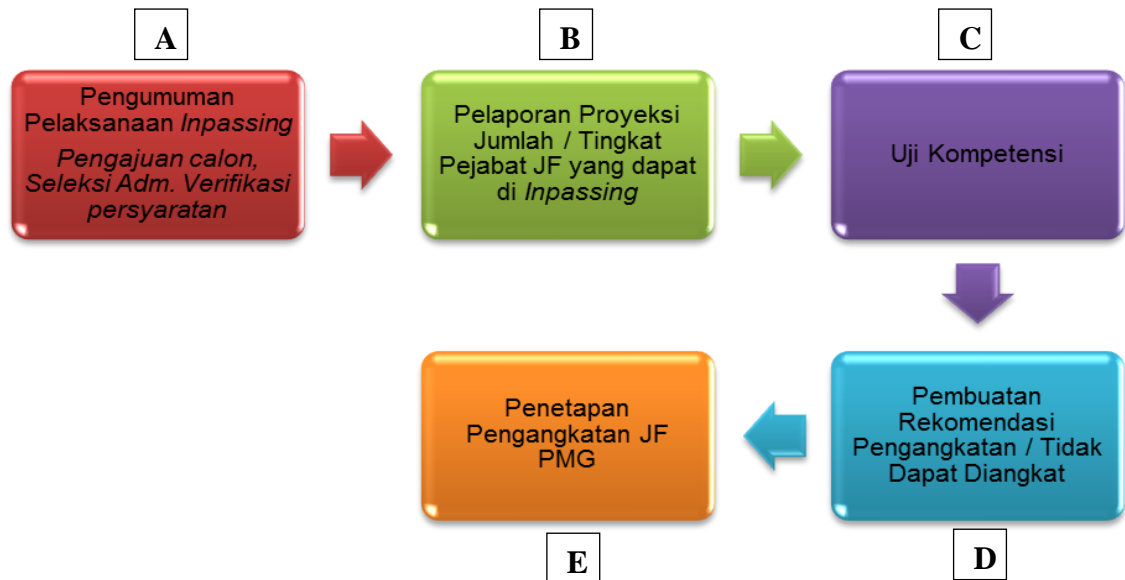 A
Pengumuman
Pelaksanaan Inpassing
Pengajuan calon,
Seleksi Adm. Verifikasi
persyaratan
B
Pelaporan Proyeksi
Jumlah / Tingkat
Pejabat JF yang dapat
di Inpassing
C
Uji Kompetensi
Pembuatan
Rekomendasi
Pengangkatan / Tidak
Dapat Diangkat
D
Penetapan
Pengangkatan JF
PMG
E